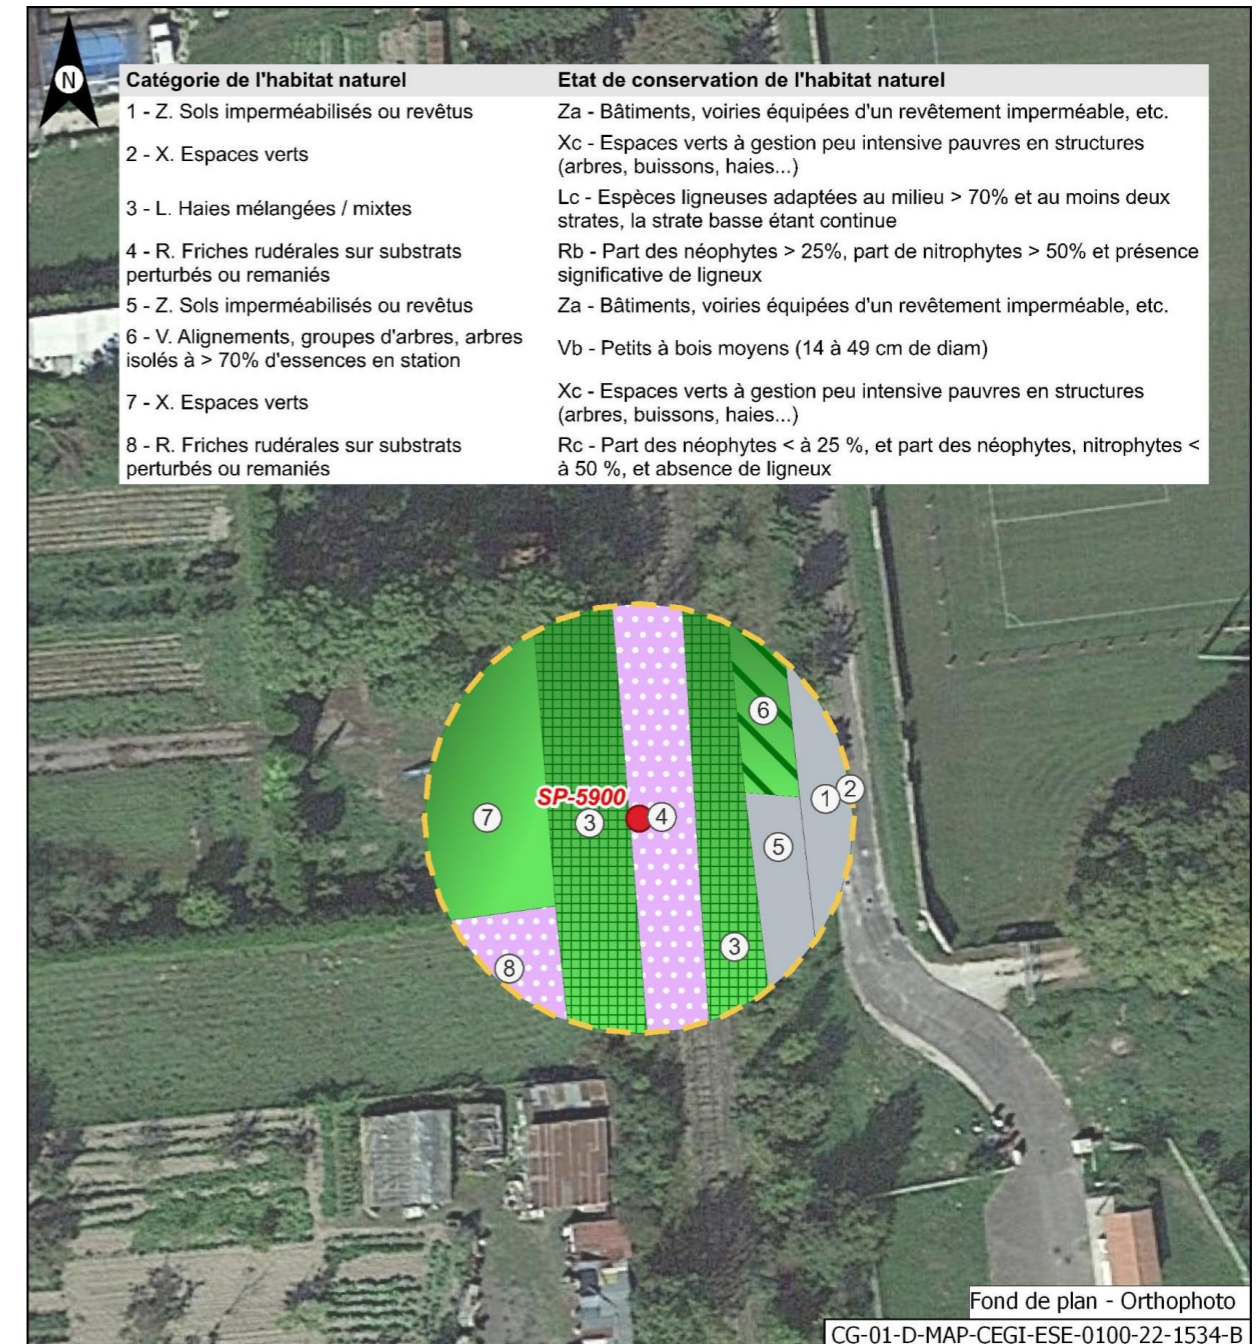 N
Catégorie de l'habitat naturel Etat de conservation de l'habitat naturel
1 - Z. Sols imperméabilisés ou revêtus Za - Bâtiments, voiries équipées d'un revêtement imperméable, etc.
2 - X. Espaces verts Xc - Espaces verts à gestion peu intensive pauvres en structures
(arbres, buissons, haies...)
3 - L. Haies mélangées / mixtes Lc - Espèces ligneuses adaptées au milieu > 70% et au moins deux
strates, la strate basse étant continue
4 - R. Friches rudérales sur substrats
perturbés ou remaniés
Rb - Part des néophytes > 25%, part de nitrophytes > 50% et présence
significative de ligneux
5 - Z. Sols imperméabilisés ou revêtus Za - Bâtiments, voiries équipées d'un revêtement imperméable, etc.
6 - V. Alignements, groupes d'arbres, arbres
isolés à > 70% d'essences en station
Vb - Petits à bois moyens (14 à 49 cm de diam)
7 - X. Espaces verts Xc - Espaces verts à gestion peu intensive pauvres en structures
(arbres, buissons, haies...)
8 - R. Friches rudérales sur substrats
perturbés ou remaniés
Rc - Part des néophytes < à 25 %, et part des néophytes, nitrophytes <
à 50 %, et absence de ligneux
6
SP-5900
1
2
7
3
4
5
3
8
Fond de plan - Orthophoto
CG-01-D-MAP-CEGI-ESE-0100-22-1534-B